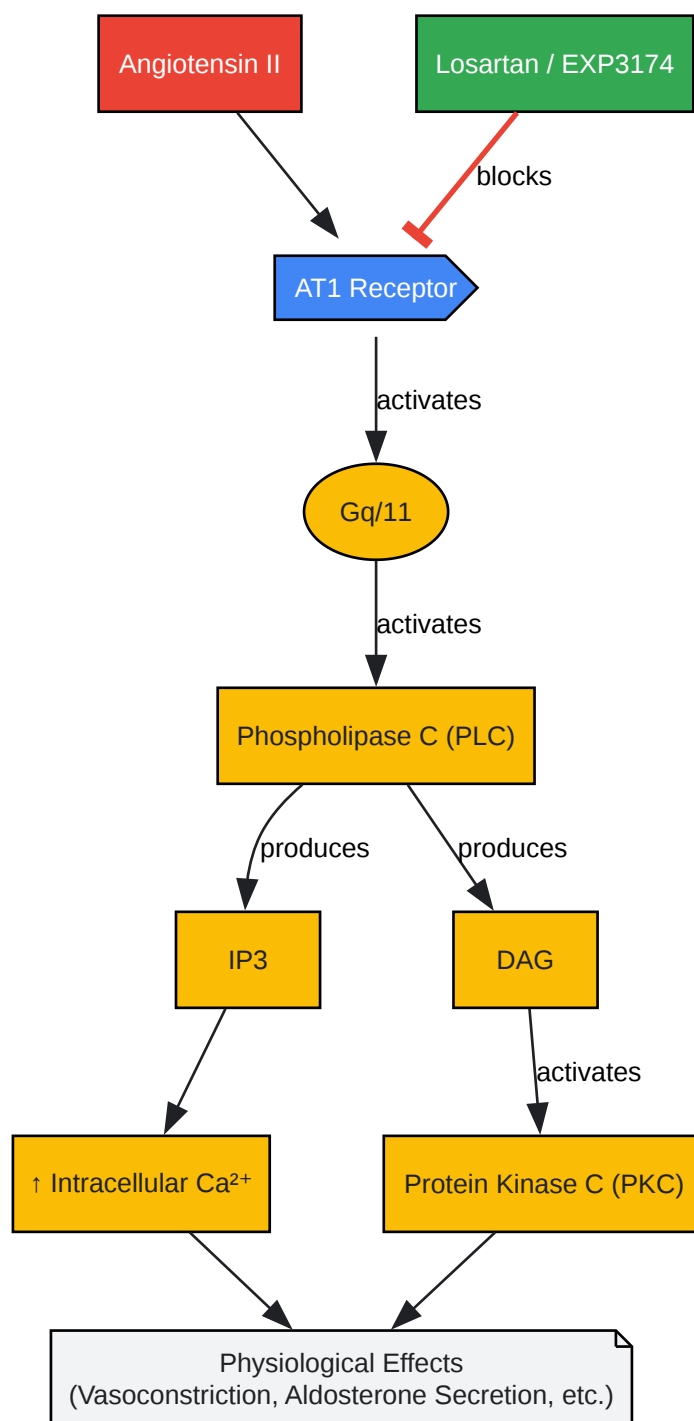 Angiotensin II
Losartan / EXP3174
blocks
AT1 Receptor
activates
Gq/11
activates
Phospholipase C (PLC)
produces
produces
IP3
DAG
activates
↑ Intracellular Ca²⁺
Protein Kinase C (PKC)
Physiological Effects
(Vasoconstriction, Aldosterone Secretion, etc.)